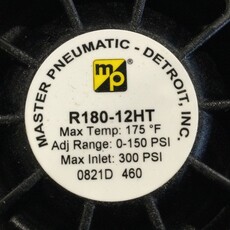 MASTER PNEUMATIC - DETROIT, INC.
m/p
R180-12HT
Max Temp: 175 °F
Adj Range: 0-150 PSI
Max Inlet: 300 PSI
0821D 460